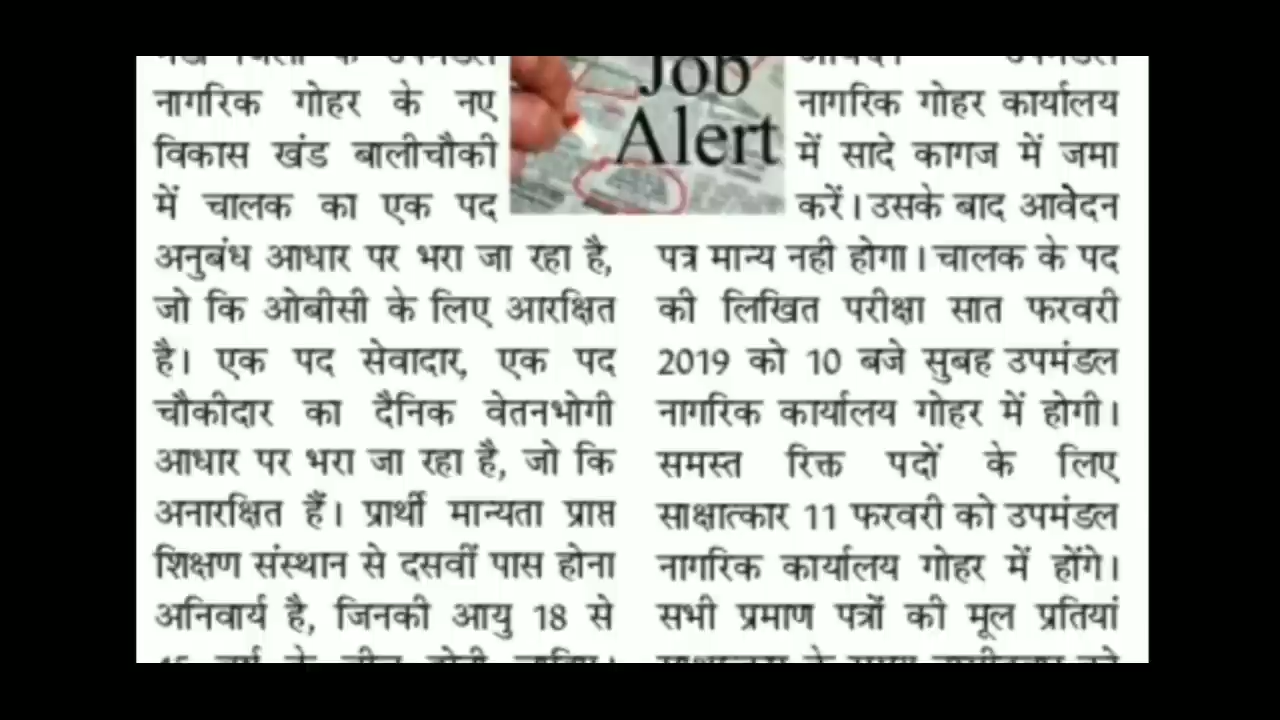 नागरिक गोहर के नए
विकास खंड बालीचौकी
में चालक का एक पद
अनुबंध आधार पर भरा जा रहा है,
जो कि ओबीसी के लिए आरक्षित
है। एक पद सेवादार, एक पद
चौकीदार का दैनिक वेतनभोगी
आधार पर भरा जा रहा है, जो कि
अनारक्षित हैं। प्रार्थी मान्यता प्राप्त
शिक्षण संस्थान से दसवीं पास होना
अनिवार्य है, जिनकी आयु 18 से
Job
Alert
नागरिक गोहर कार्यालय
में सादे कागज में जमा
करें। उसके बाद आवेदन
पत्र मान्य नही होगा। चालक के पद
की लिखित परीक्षा सात फरवरी
2019 को 10 बजे सुबह उपमंडल
नागरिक कार्यालय गोहर में होगी।
समस्त रिक्त पदों के लिए
साक्षात्कार 11 फरवरी को उपमंडल
नागरिक कार्यालय गोहर में होंगे।
सभी प्रमाण पत्रों की मूल प्रतियां